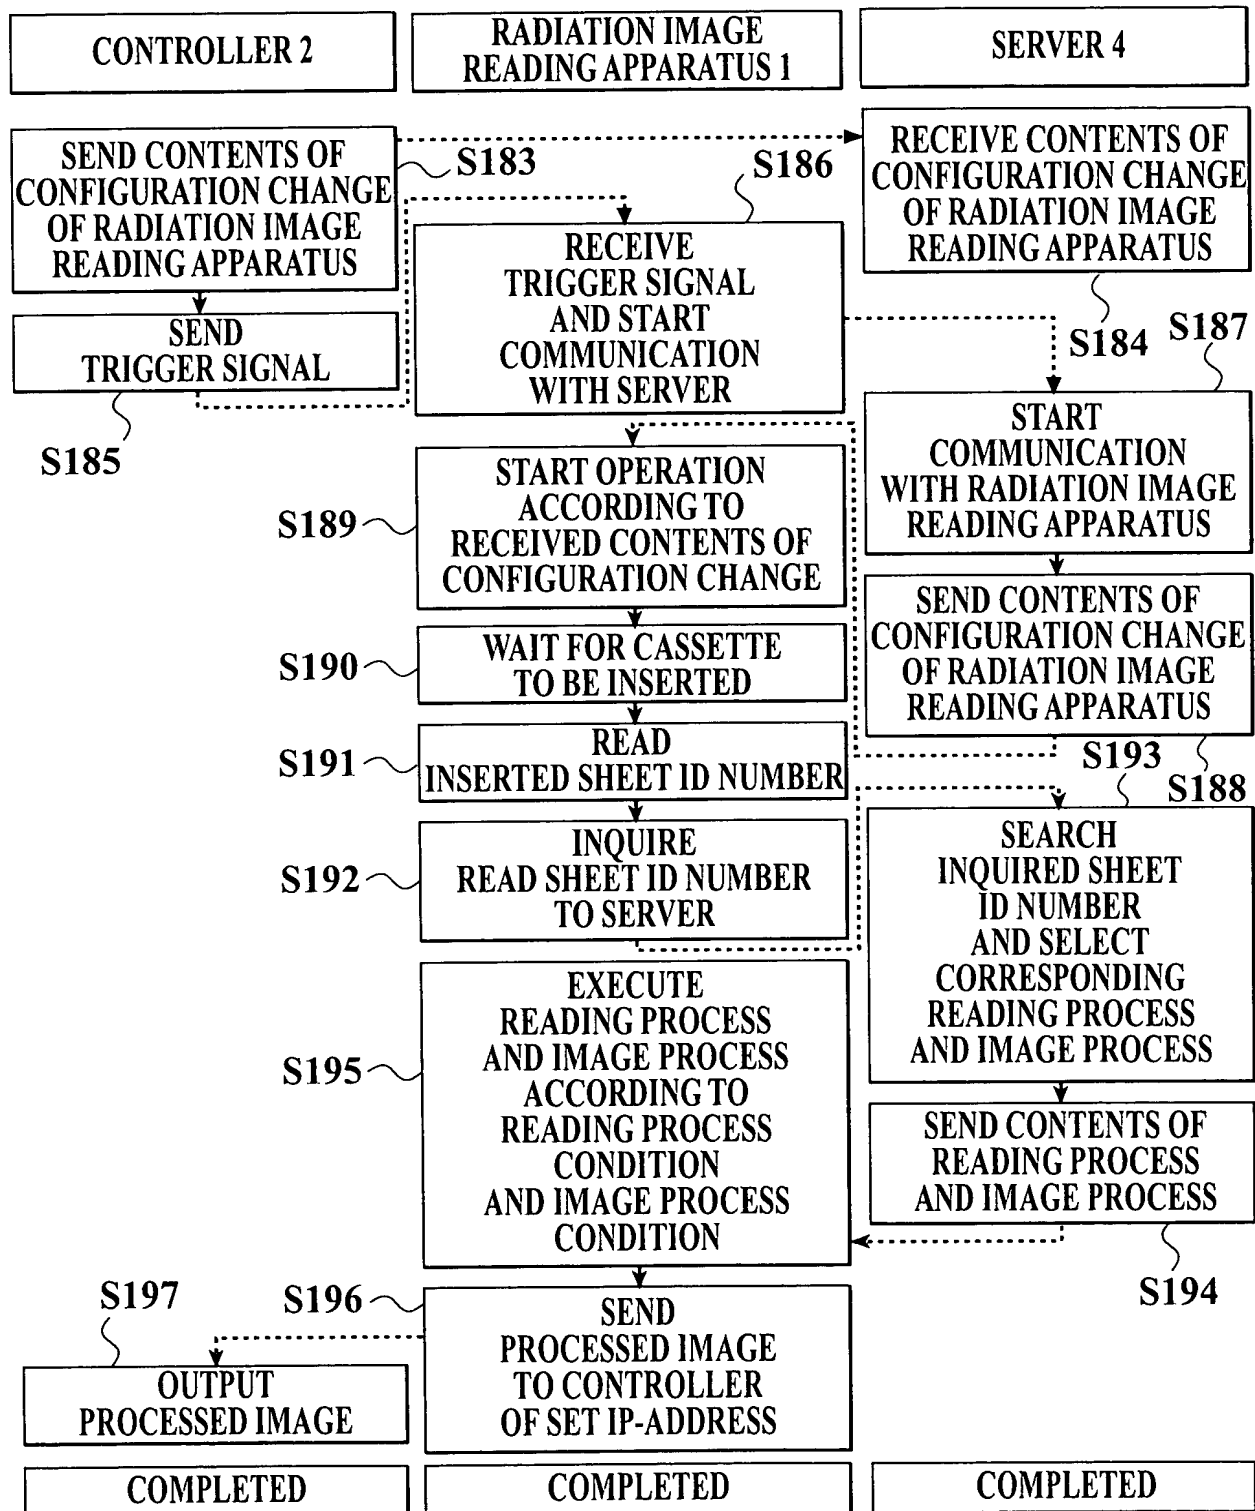 CONTROLLER 2
RADIATION IMAGE
READING APPARATUS 1
SERVER 4
SEND CONTENTS OF
CONFIGURATION CHANGE
OF RADIATION IMAGE
READING APPARATUS
S183
S186
RECEIVE CONTENTS OF
CONFIGURATION CHANGE
OF RADIATION IMAGE
READING APPARATUS
S184
SEND
TRIGGER SIGNAL
S185
RECEIVE
TRIGGER SIGNAL
AND START
COMMUNICATION
WITH SERVER
S187
START
COMMUNICATION
WITH RADIATION IMAGE
READING APPARATUS
S189
START OPERATION
ACCORDING TO
RECEIVED CONTENTS OF
CONFIGURATION CHANGE
SEND CONTENTS OF
CONFIGURATION CHANGE
OF RADIATION IMAGE
READING APPARATUS
S188
S190
WAIT FOR CASSETTE
TO BE INSERTED
S191
READ
INSERTED SHEET ID NUMBER
S193
S192
INQUIRE
READ SHEET ID NUMBER
TO SERVER
SEARCH
INQUIRED SHEET
ID NUMBER
AND SELECT
CORRESPONDING
READING PROCESS
AND IMAGE PROCESS
S195
EXECUTE
READING PROCESS
AND IMAGE PROCESS
ACCORDING TO
READING PROCESS
CONDITION
AND IMAGE PROCESS
CONDITION
SEND CONTENTS OF
READING PROCESS
AND IMAGE PROCESS
S194
S197
S196
SEND
PROCESSED IMAGE
TO CONTROLLER
OF SET IP-ADDRESS
OUTPUT
PROCESSED IMAGE
COMPLETED
COMPLETED
COMPLETED